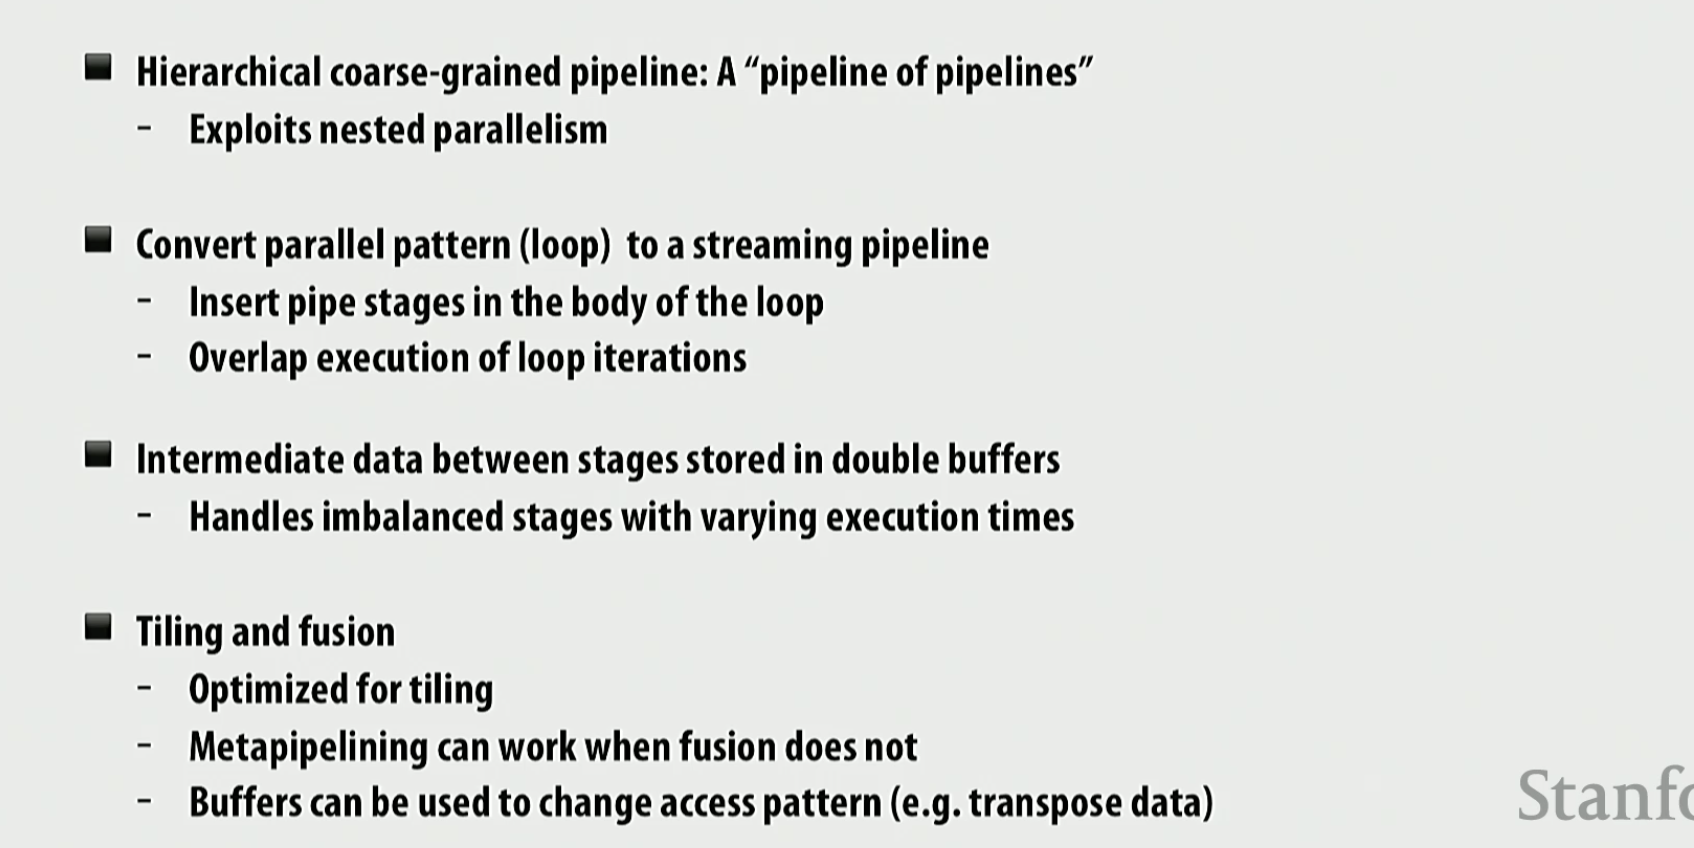 Hierarchical coarse-grained pipeline: A “pipeline of pipelines”
- Exploits nested parallelism
Convert parallel pattern (loop) to a streaming pipeline
- Insert pipe stages in the body of the loop
- Overlap execution of loop iterations
Intermediate data between stages stored in double buffers
- Handles imbalanced stages with varying execution times
Tiling and fusion
- Optimized for tiling
- Metapipelining can work when fusion does not
- Buffers can be used to change access pattern (e.g. transpose data)
Stanfo